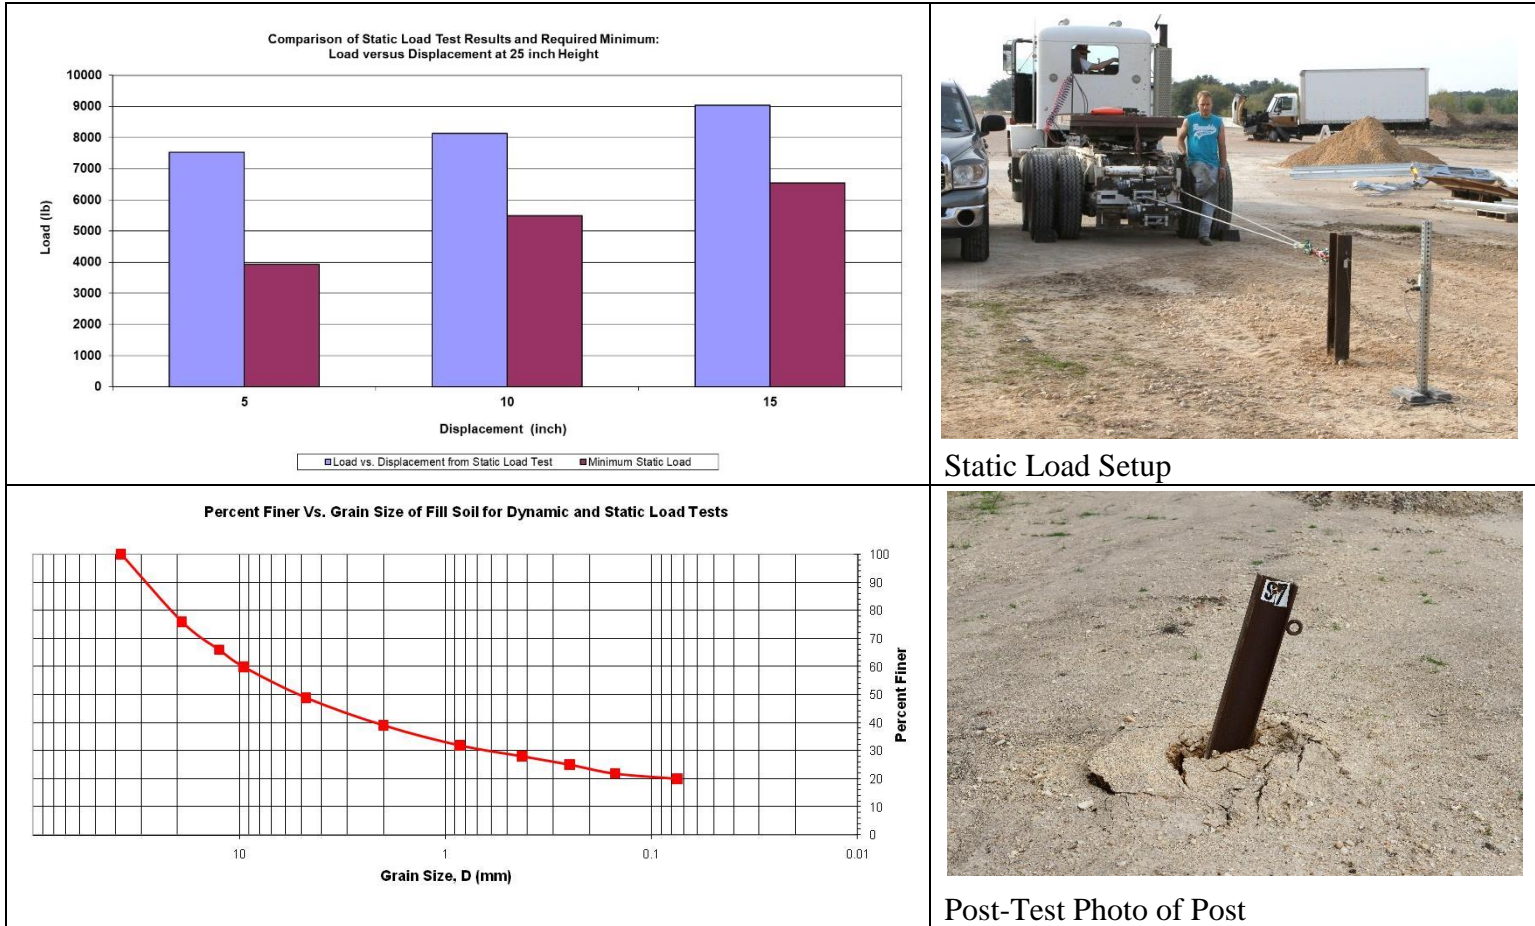 Comparison of Static Load Test Results and Required Minimum:
Load versus Displacement at 25 inch Height
10000
9000
8000
7000
6000
5000
4000
3000
2000
1000
0
Load (lb)
5 10 15
Displacement (inch)
Load vs. Displacement from Static Load Test Minimum Static Load
Static Load Setup
Percent Finer Vs. Grain Size of Fill Soil for Dynamic and Static Load Tests
100
90
80
70
60
50
40
30
20
10
0
Percent Finer
10 1 0.1 0.01
Grain Size, D (mm)
S7
Post-Test Photo of Post